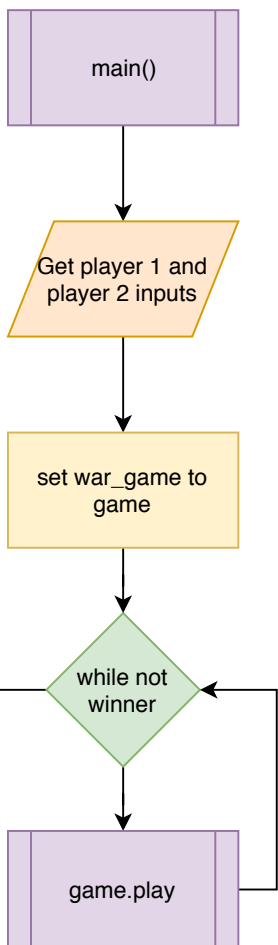 main()
Get player 1 and
player 2 inputs
set war_game to
game
while not
winner
game.play